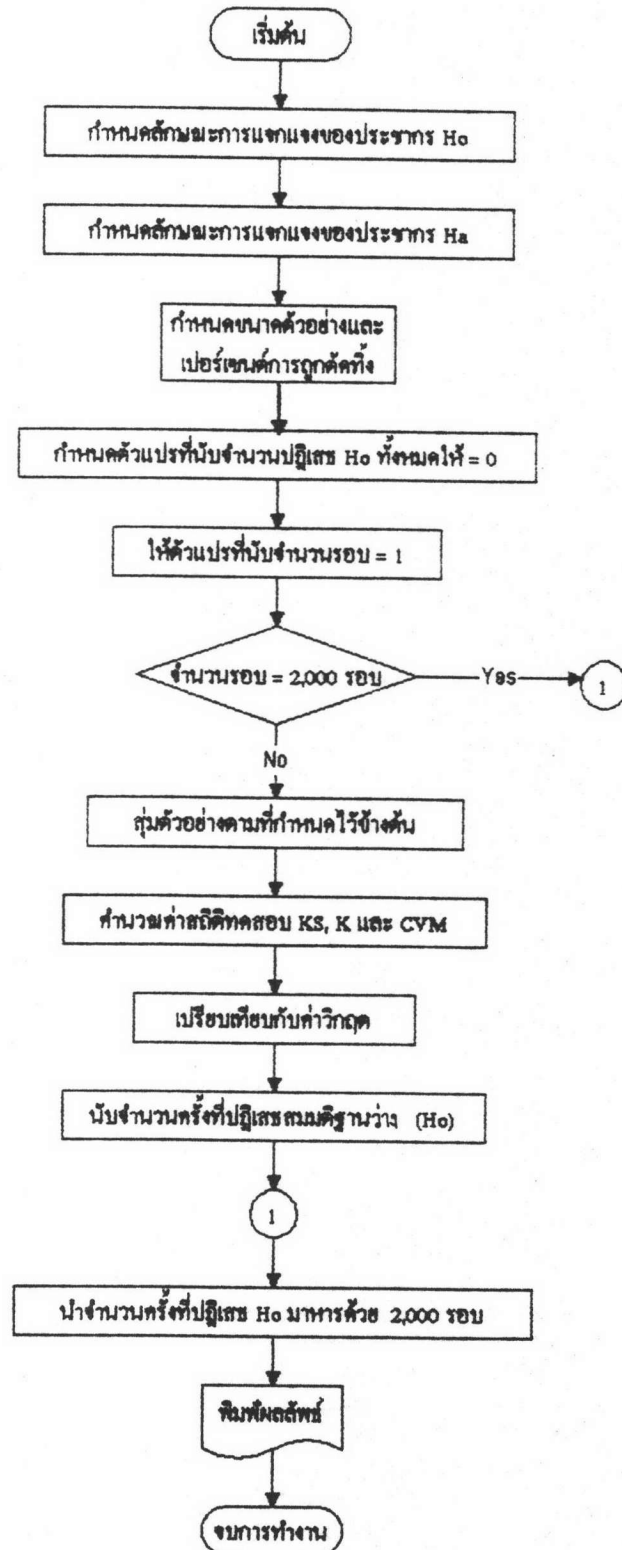 เริ่มต้น
กำหนดลักษณะการแจกแจงของประชากร Ho
กำหนดลักษณะการแจกแจงของประชากร Ha
กำหนดขนาดตัวอย่างและ
เปอร์เซนต์การถูกตัดทิ้ง
กำหนดตัวแปรที่นับจำนวนปฏิเสธ Ho ทั้งหมดให้ = 0
ให้ตัวแปรที่นับจำนวนรอบ = 1
จำนวนรอบ = 2,000 รอบ
Yes
1
No
สุ่มตัวอย่างตามที่กำหนดไว้ข้างต้น
คำนวณค่าสถิติทดสอบ KS, K และ CVM
เปรียบเทียบกับค่าวิกฤต
นับจำนวนครั้งที่ปฏิเสธสมมติฐานว่าง (Ho)
1
นำจำนวนครั้งที่ปฏิเสธ Ho มาหารด้วย 2,000 รอบ
พิมพ์ผลลัพธ์
จบการทำงาน